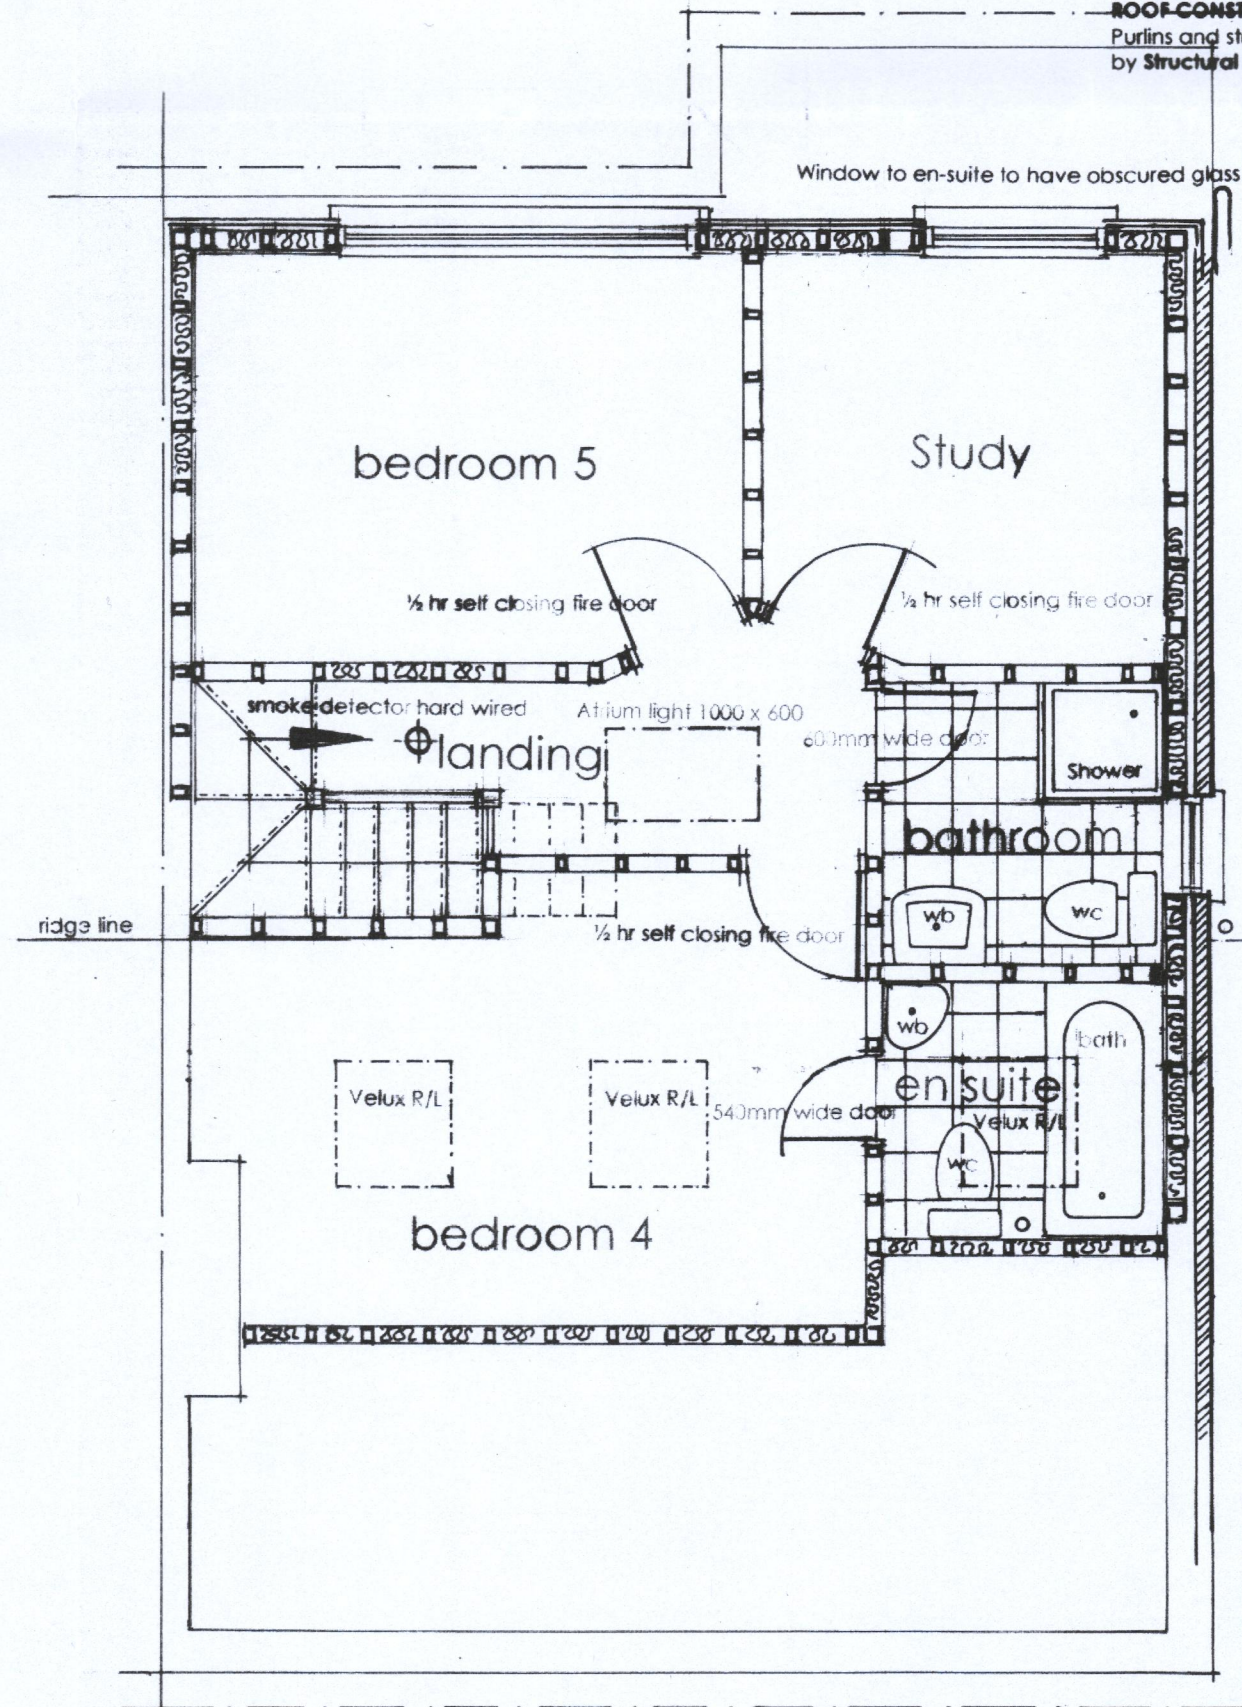 ROOF CONST
Purlins and st
by Structural
Window to en-suite to have obscured glass
bedroom 5
Study
½ hr self closing fire door
½ hr self closing fire door
smoke detector hard wired
Atrium light 1000 x 600
landing
600mm wide door
Shower
bathroom
wb
wc
ridge line
½ hr self closing fire door
wb
bath
en suite
Velux R/L
Velux R/L
540mm wide door
Velux R/L
wc
bedroom 4